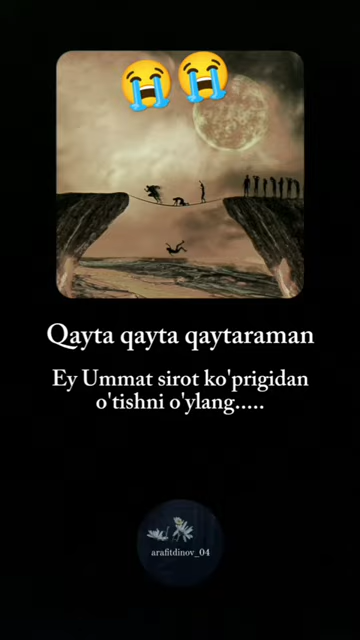 Qayta qayta qaytaraman
Ey Ummat sirot ko'prigidan
o'tishni o'ylang.....
arafitdinov_04